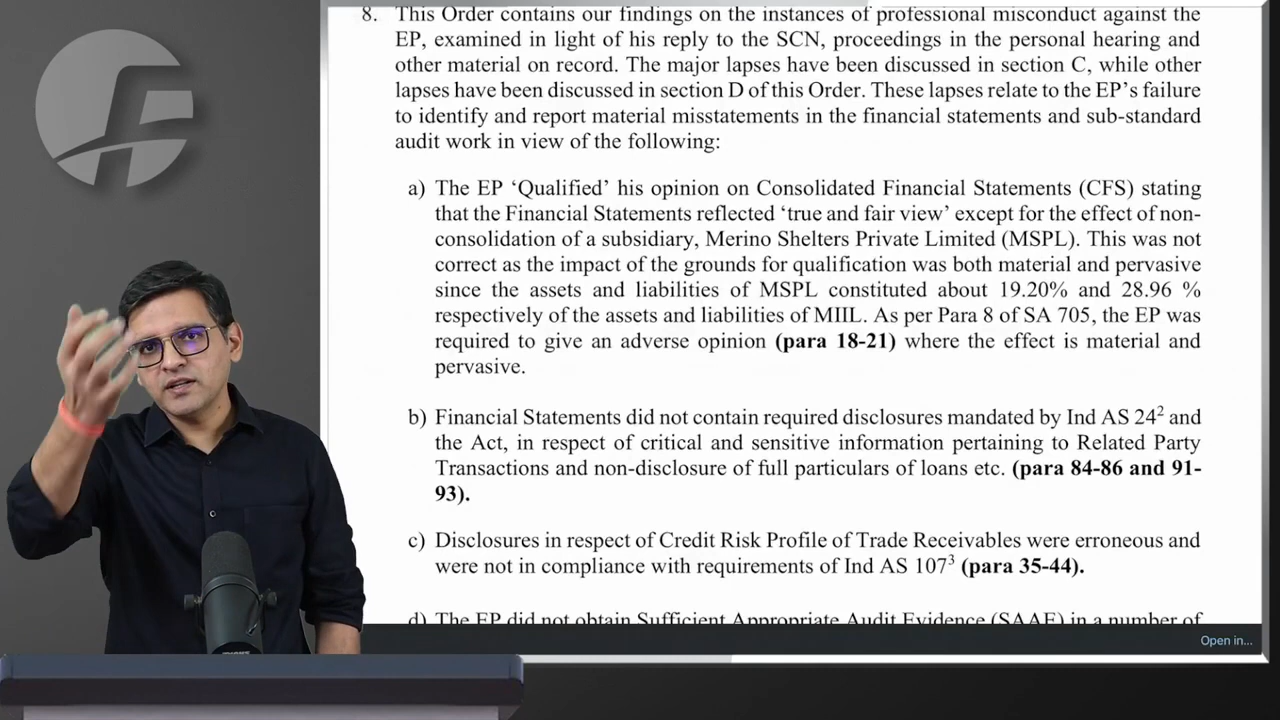 8. This Order contains our findings on the instances of professional misconduct against the
EP, examined in light of his reply to the SCN, proceedings in the personal hearing and
other material on record. The major lapses have been discussed in section C, while other
lapses have been discussed in section D of this Order. These lapses relate to the EP’s failure
to identify and report material misstatements in the financial statements and sub-standard
audit work in view of the following:
a) The EP ‘Qualified’ his opinion on Consolidated Financial Statements (CFS) stating
that the Financial Statements reflected ‘true and fair view’ except for the effect of non-
consolidation of a subsidiary, Merino Shelters Private Limited (MSPL). This was not
correct as the impact of the grounds for qualification was both material and pervasive
since the assets and liabilities of MSPL constituted about 19.20% and 28.96 %
respectively of the assets and liabilities of MIIL. As per Para 8 of SA 705, the EP was
required to give an adverse opinion (para 18-21) where the effect is material and
pervasive.
b) Financial Statements did not contain required disclosures mandated by Ind AS 24² and
the Act, in respect of critical and sensitive information pertaining to Related Party
Transactions and non-disclosure of full particulars of loans etc. (para 84-86 and 91-
93).
c) Disclosures in respect of Credit Risk Profile of Trade Receivables were erroneous and
were not in compliance with requirements of Ind AS 107³ (para 35-44).
d) The EP did not obtain Sufficient Appropriate Audit Evidence (SAAE) in a number of
Open in...